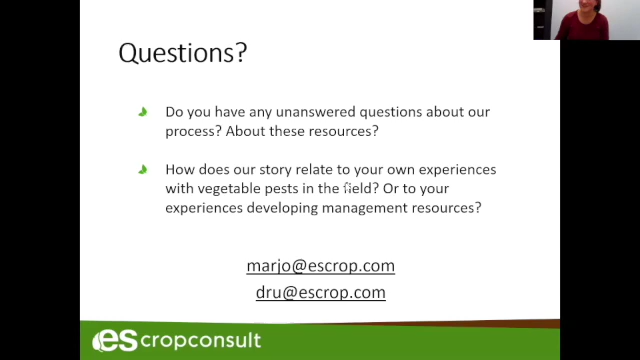 Questions?
Do you have any unanswered questions about our
process? About these resources?
How does our story relate to your own experiences
with vegetable pests in the field? Or to your
experiences developing management resources?
marjo@escrop.com
dru@escrop.com
escropconsult